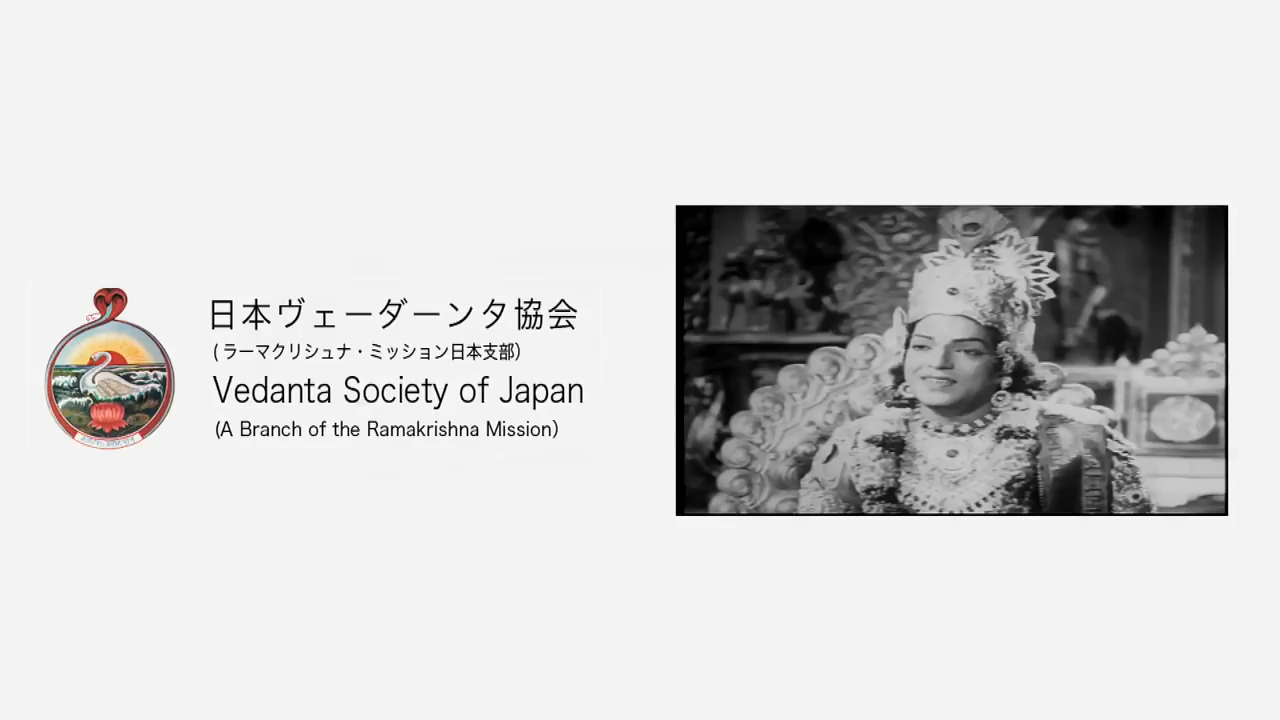 日本ヴェーダーンタ協会
(ラーマクリシュナ・ミッション日本支部)
Vedanta Society of Japan
(A Branch of the Ramakrishna Mission)